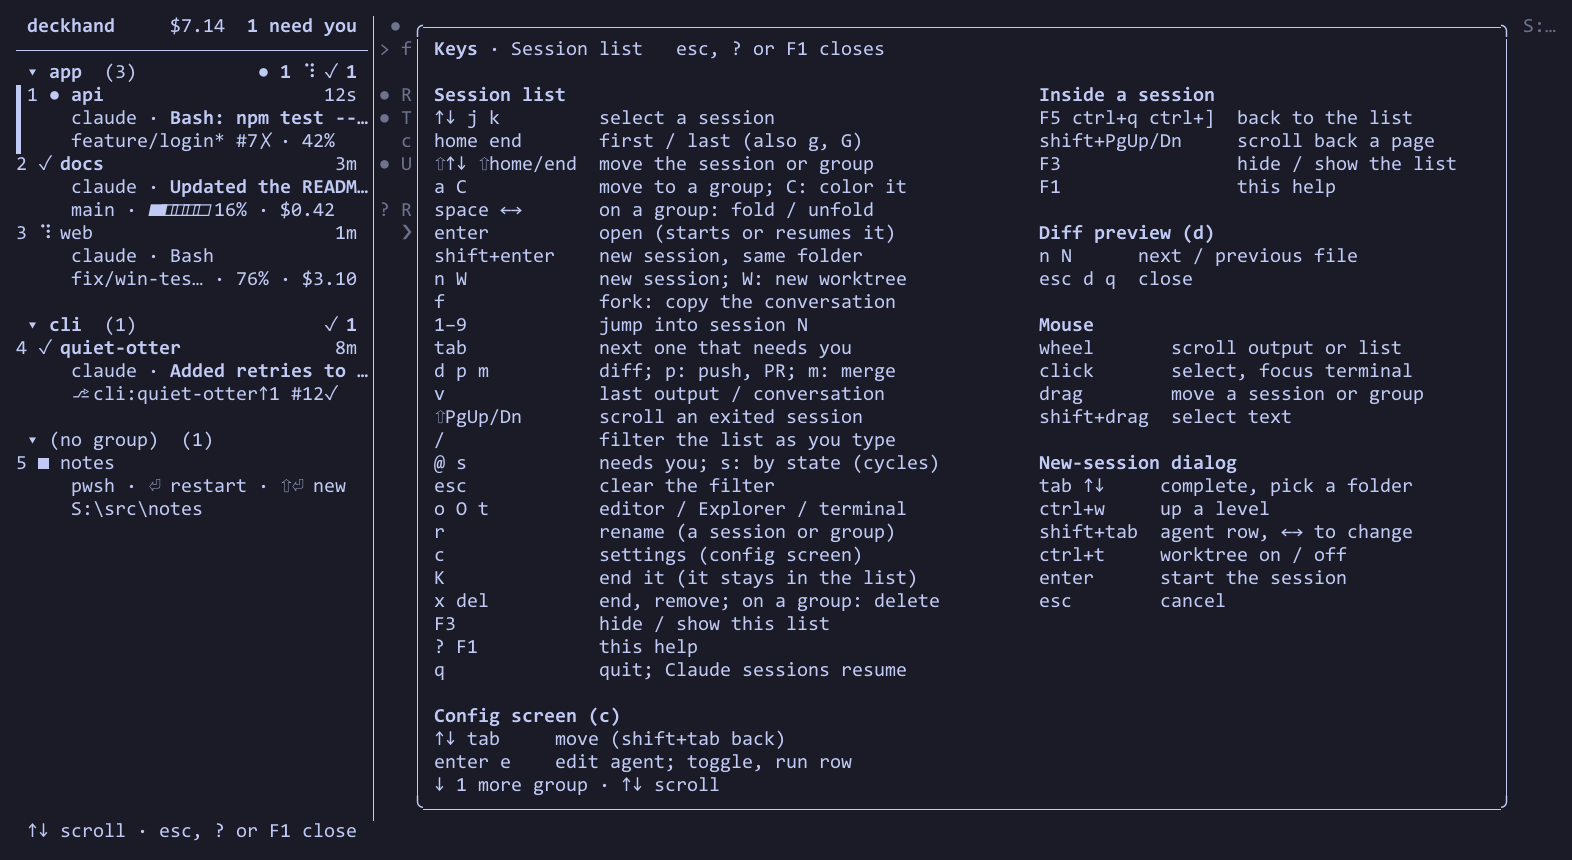 deckhand $7.14 1 need you
▾ app (3) ● 1 ⠹ ✓ 1
1 ● api 12s
claude · Bash: npm test --…
feature/login* #7✗ · 42%
2 ✓ docs 3m
claude · Updated the READM…
main · 16% · $0.42
3 ⠹ web 1m
claude · Bash
fix/win-tes… · 76% · $3.10
▾ cli (1) ✓ 1
4 ✓ quiet-otter 8m
claude · Added retries to …
⎇ cli:quiet-otter↑1 #12✓
▾ (no group) (1)
5 ■ notes
pwsh · ⏎ restart · ⇧⏎ new
S:\src\notes
↑↓ scroll · esc, ? or F1 close
●
> f
● R
● T
c
● U
? R
❯
S:…
Keys · Session list esc, ? or F1 closes
Session list
↑↓ j k select a session
home end first / last (also g, G)
⇧↑↓ ⇧home/end move the session or group
a C move to a group; C: color it
space ↔ on a group: fold / unfold
enter open (starts or resumes it)
shift+enter new session, same folder
n W new session; W: new worktree
f fork: copy the conversation
1–9 jump into session N
tab next one that needs you
d p m diff; p: push, PR; m: merge
v last output / conversation
⇧PgUp/Dn scroll an exited session
/ filter the list as you type
@ s needs you; s: by state (cycles)
esc clear the filter
o O t editor / Explorer / terminal
r rename (a session or group)
c settings (config screen)
K end it (it stays in the list)
x del end, remove; on a group: delete
F3 hide / show this list
? F1 this help
q quit; Claude sessions resume
Config screen (c)
↑↓ tab move (shift+tab back)
enter e edit agent; toggle, run row
↓ 1 more group · ↑↓ scroll
Inside a session
F5 ctrl+q ctrl+] back to the list
shift+PgUp/Dn scroll back a page
F3 hide / show the list
F1 this help
Diff preview (d)
n N next / previous file
esc d q close
Mouse
wheel scroll output or list
click select, focus terminal
drag move a session or group
shift+drag select text
New-session dialog
tab ↑↓ complete, pick a folder
ctrl+w up a level
shift+tab agent row, ↔ to change
ctrl+t worktree on / off
enter start the session
esc cancel